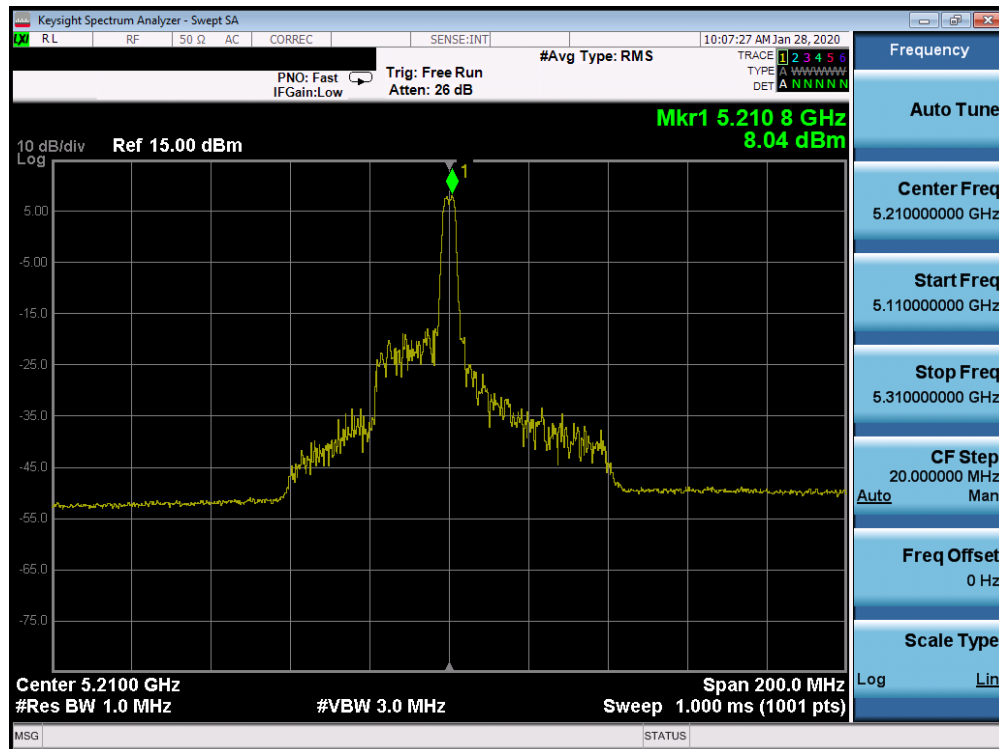 Keysight Spectrum Analyzer - Swept SA
LXI RL RF 50 Ω AC CORREC SENSE:INT 10:07:27 AM Jan 28, 2020
#Avg Type: RMS
TRACE 1 2 3 4 5 6
TYPE A WWWWW
DET A N N N N N
PNO: Fast
IFGain:Low
Trig: Free Run
Atten: 26 dB
Mkr1 5.210 8 GHz
8.04 dBm
10 dB/div Ref 15.00 dBm
Log
1
5.00
-5.00
-15.0
-25.0
-35.0
-45.0
-55.0
-65.0
-75.0
Center 5.2100 GHz
Span 200.0 MHz
#Res BW 1.0 MHz
#VBW 3.0 MHz
Sweep 1.000 ms (1001 pts)
MSG
STATUS
Frequency
Auto Tune
Center Freq
5.210000000 GHz
Start Freq
5.110000000 GHz
Stop Freq
5.310000000 GHz
CF Step
20.000000 MHz
Auto Man
Freq Offset
0 Hz
Scale Type
Log Lin